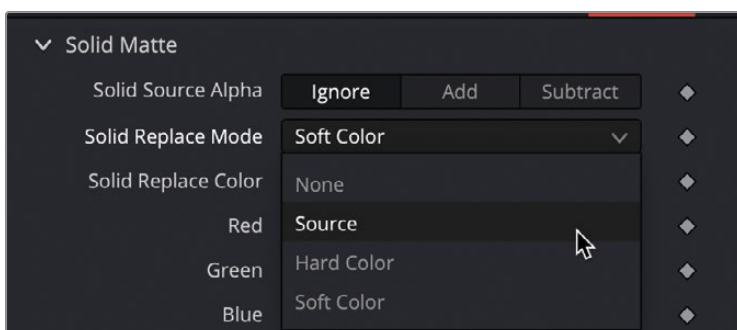 Solid Matte
Solid Source Alpha Ignore Add Subtract
Solid Replace Mode Soft Color
Solid Replace Color None
Red Source
Green Hard Color
Blue Soft Color